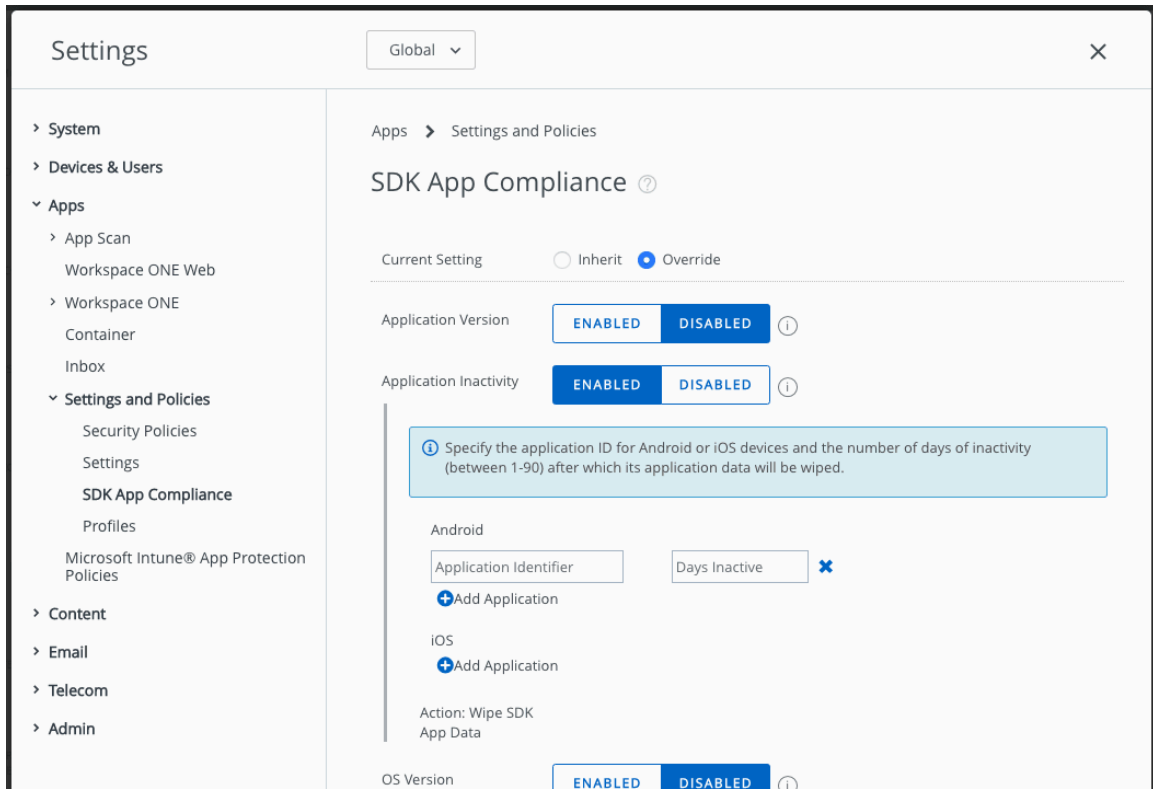 Settings
Global
System
Devices & Users
Apps
App Scan
Workspace ONE Web
Workspace ONE
Container
Inbox
Settings and Policies
Security Policies
Settings
SDK App Compliance
Profiles
Microsoft Intune® App Protection
Policies
Content
Email
Telecom
Admin
Apps Settings and Policies
SDK App Compliance ?
Current Setting Inherit Override
Application Version ENABLED DISABLED i
Application Inactivity ENABLED DISABLED i
i Specify the application ID for Android or iOS devices and the number of days of inactivity
(between 1-90) after which its application data will be wiped.
Android
Application Identifier Days Inactive
Add Application
iOS
Add Application
Action: Wipe SDK
App Data
OS Version ENABLED DISABLED i